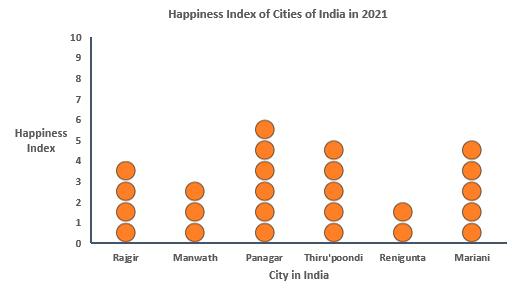 Happiness Index of Cities of India in 2021
10
9
8
7
6
Happiness
Index
5
4
3
2
1
0
Rajgir Manwath Panagar Thiru'poondi Renigunta Mariani
City in India